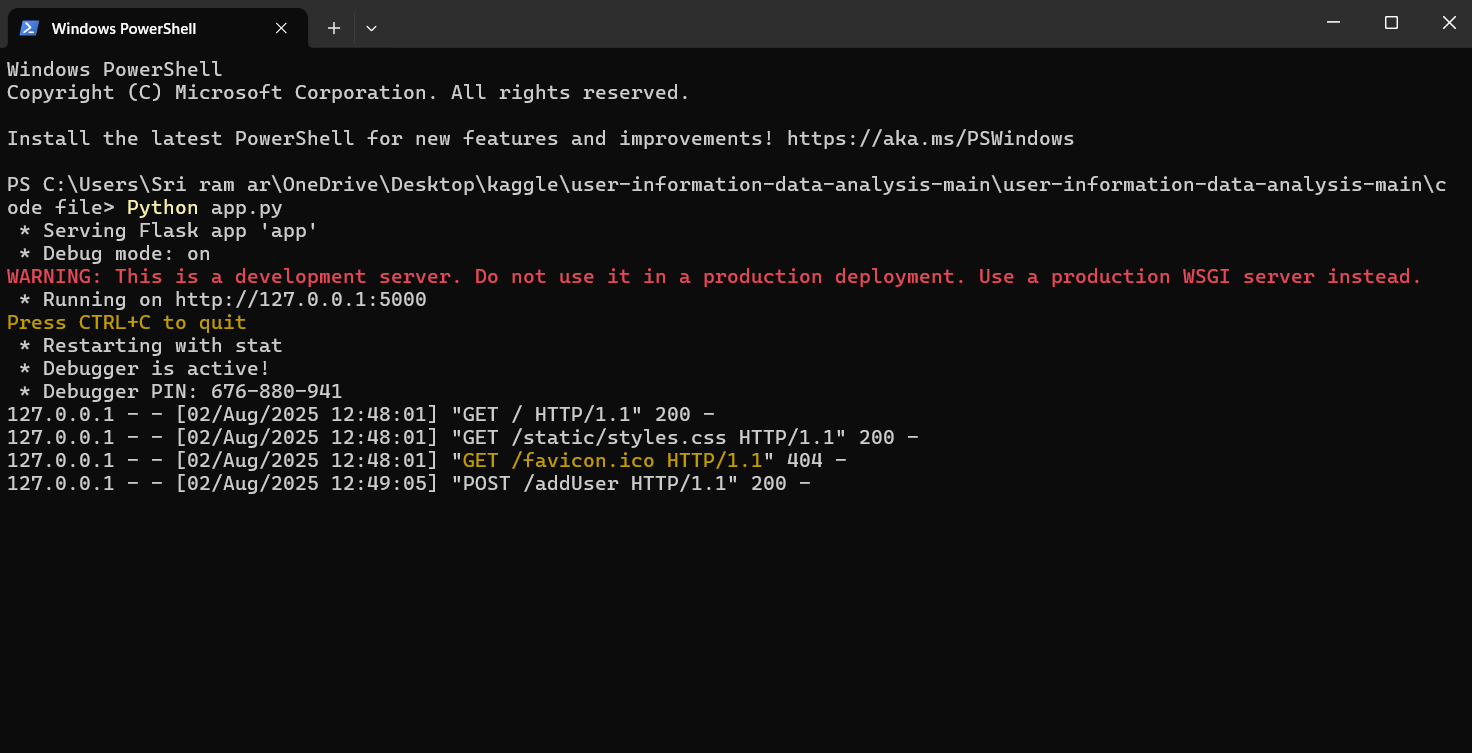 Windows PowerShell
Windows PowerShell
Copyright (C) Microsoft Corporation. All rights reserved.
Install the latest PowerShell for new features and improvements! https://aka.ms/PSWindows
PS C:\Users\Sri ram ar\OneDrive\Desktop\kaggle\user-information-data-analysis-main\user-information-data-analysis-main\c
ode file> Python app.py
 * Serving Flask app 'app'
 * Debug mode: on
WARNING: This is a development server. Do not use it in a production deployment. Use a production WSGI server instead.
 * Running on http://127.0.0.1:5000
Press CTRL+C to quit
 * Restarting with stat
 * Debugger is active!
 * Debugger PIN: 676-880-941
127.0.0.1 - - [02/Aug/2025 12:48:01] "GET / HTTP/1.1" 200 -
127.0.0.1 - - [02/Aug/2025 12:48:01] "GET /static/styles.css HTTP/1.1" 200 -
127.0.0.1 - - [02/Aug/2025 12:48:01] "GET /favicon.ico HTTP/1.1" 404 -
127.0.0.1 - - [02/Aug/2025 12:49:05] "POST /addUser HTTP/1.1" 200 -